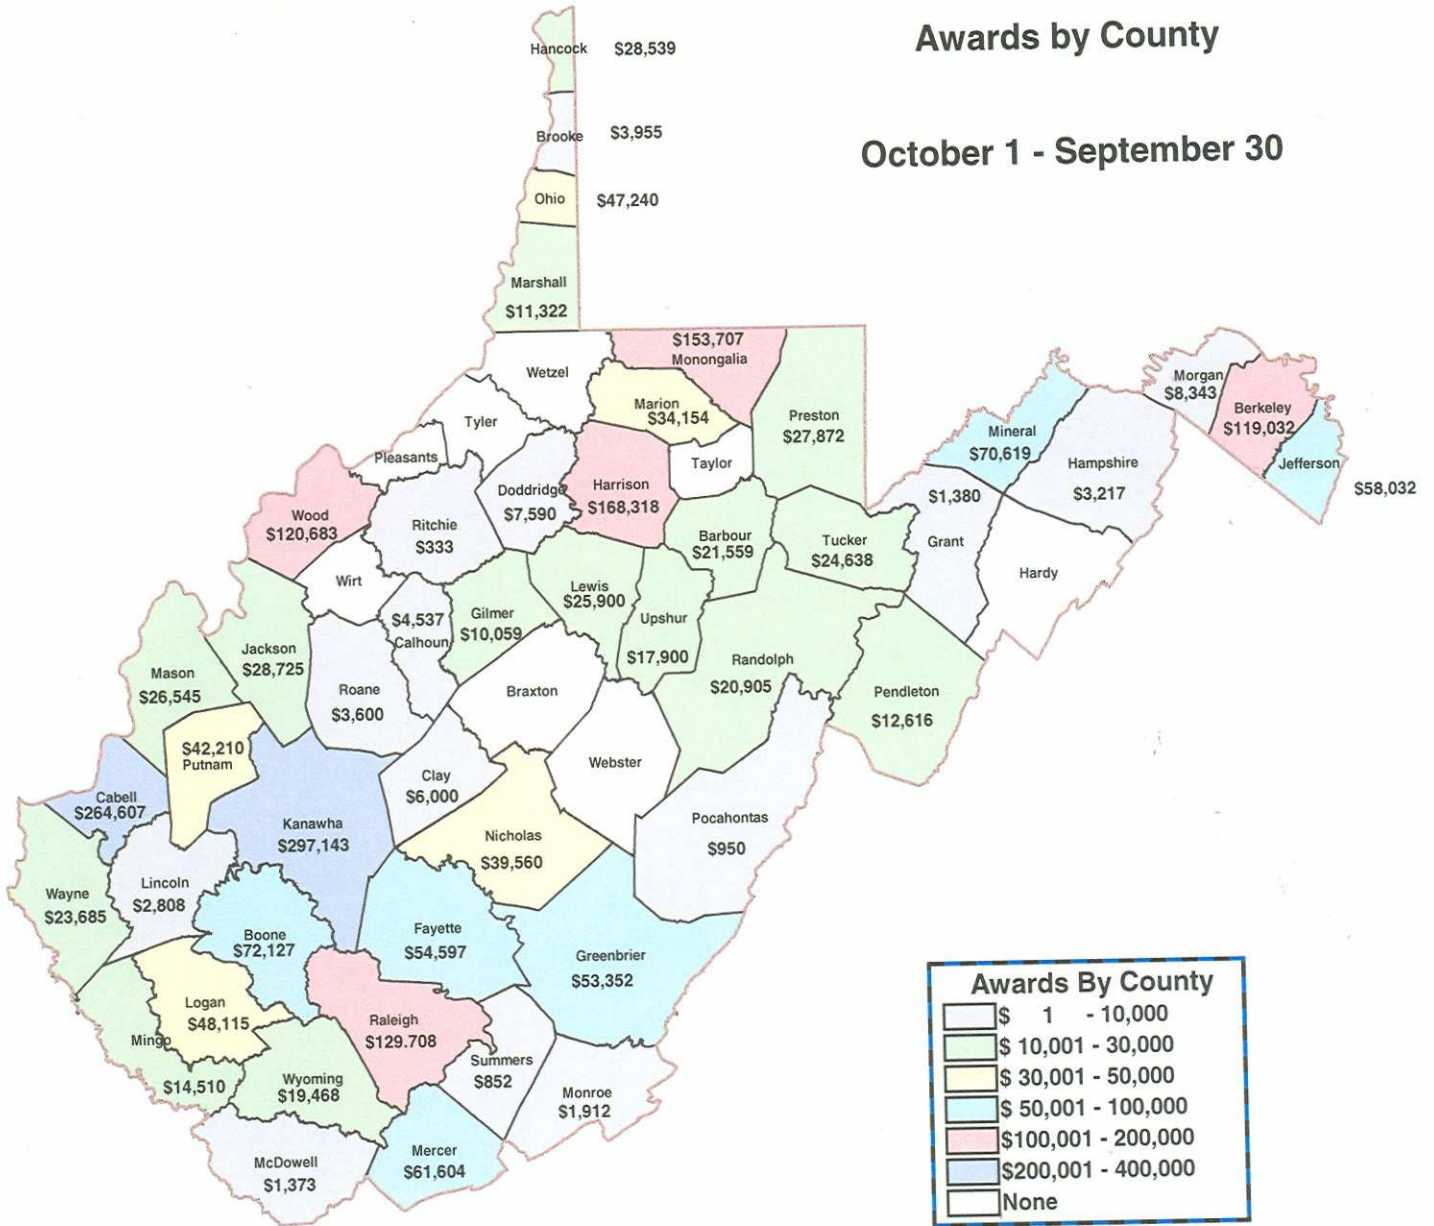 Awards by County
October 1 - September 30
Hancock $28,539
Brooke $3,955
Ohio $47,240
Marshall
$11,322
$153,707
Monongalia
Wetzel
Marion
$34,154
Preston
$27,872
Tyler
Pleasants
Taylor
Morgan
$8,343
Berkeley
$119,032
Jefferson
$58,032
Mineral
$70,619
Hampshire
$3,217
$1,380
Grant
Hardy
Doddridge
$7,590
Harrison
$168,318
Wood
$120,683
Ritchie
$333
Barbour
$21,559
Tucker
$24,638
Wirt
$4,537
Calhoun
Gilmer
$10,059
Lewis
$25,900
Upshur
$17,900
Jackson
$28,725
Mason
$26,545
Roane
$3,600
Braxton
Randolph
$20,905
Pendleton
$12,616
$42,210
Putnam
Webster
Clay
$6,000
Cabell
$264,607
Kanawha
$297,143
Nicholas
$39,560
Pocahontas
$950
Wayne
$23,685
Lincoln
$2,808
Boone
$72,127
Fayette
$54,597
Greenbrier
$53,352
Logan
$48,115
Mingo
$14,510
Raleigh
$129.708
Wyoming
$19,468
Summers
$852
Monroe
$1,912
McDowell
$1,373
Mercer
$61,604
Awards By County
$ 1 - 10,000
$ 10,001 - 30,000
$ 30,001 - 50,000
$ 50,001 - 100,000
$100,001 - 200,000
$200,001 - 400,000
None